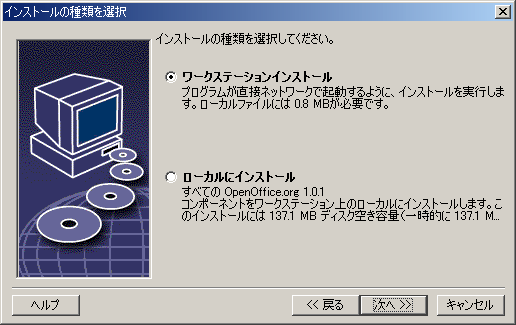 インストールの種類を選択
インストールの種類を選択してください。
ワークステーションインストール
プログラムが直接ネットワークで起動するように、インストールを実行しま
す。ローカルファイルには 0.8 MBが必要です。
ローカルにインストール
すべての OpenOffice.org 1.0.1
コンポーネントをワークステーション上のローカルにインストールします。こ
のインストールには 137.1 MB ディスク空き容量(一時的に 137.1 M...
ヘルプ
<< 戻る
次へ >>
キャンセル